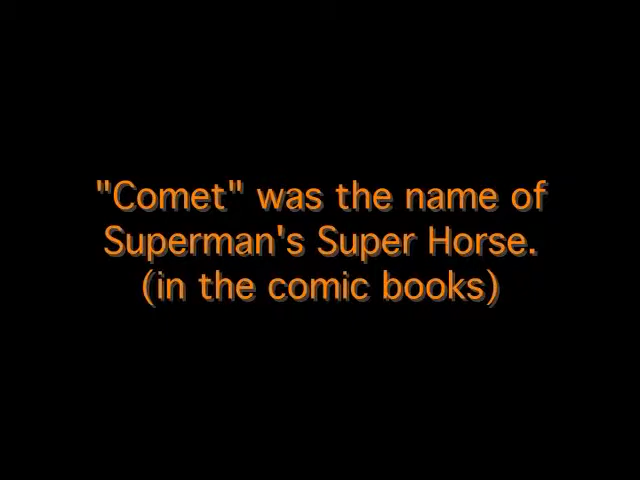 "Comet" was the name of
Superman's Super Horse.
(in the comic books)